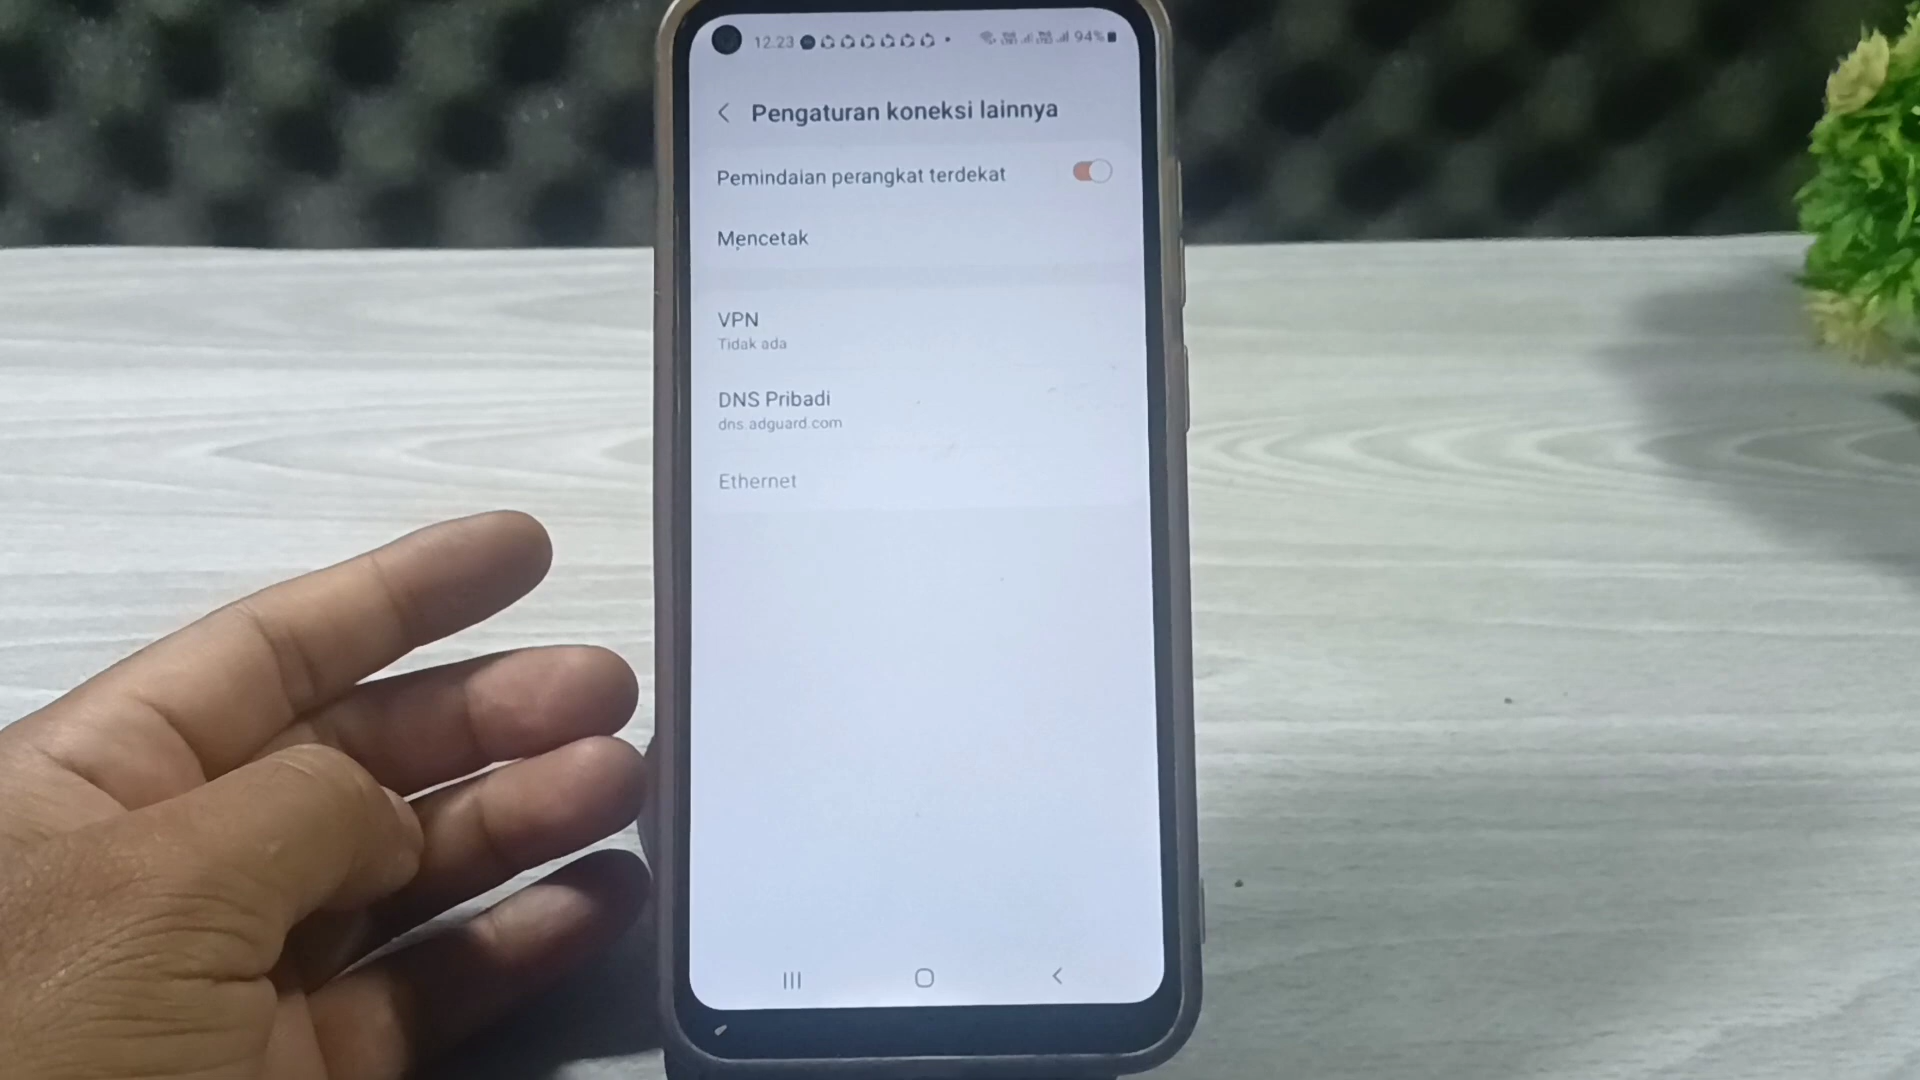 12.23
94%
Pengaturan koneksi lainnya
Pemindaian perangkat terdekat
Mencetak
VPN
Tidak ada
DNS Pribadi
dns.adguard.com
Ethernet